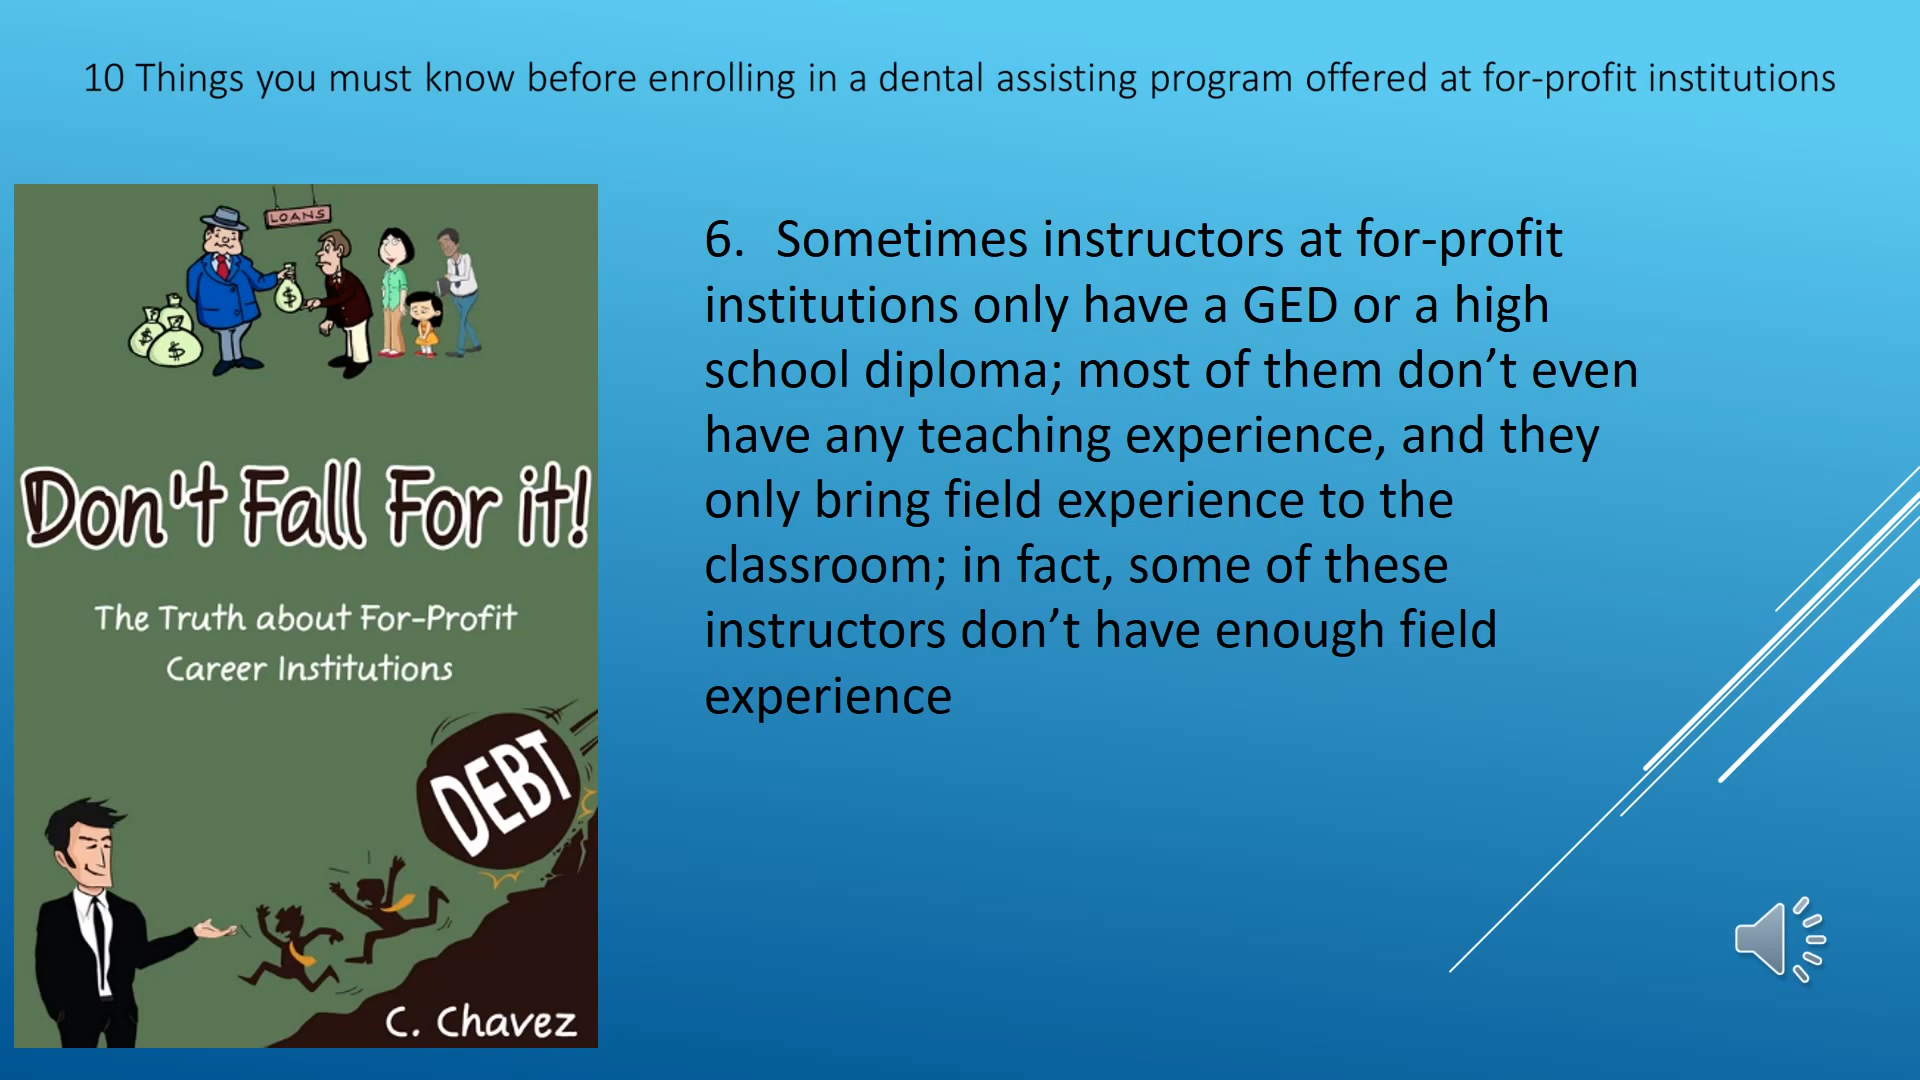 10 Things you must know before enrolling in a dental assisting program offered at for-profit institutions
LOANS
$
$
$
Don't Fall For it!
The Truth about For-Profit
Career Institutions
DEBT
C. Chavez
6. Sometimes instructors at for-profit
institutions only have a GED or a high
school diploma; most of them don’t even
have any teaching experience, and they
only bring field experience to the
classroom; in fact, some of these
instructors don’t have enough field
experience